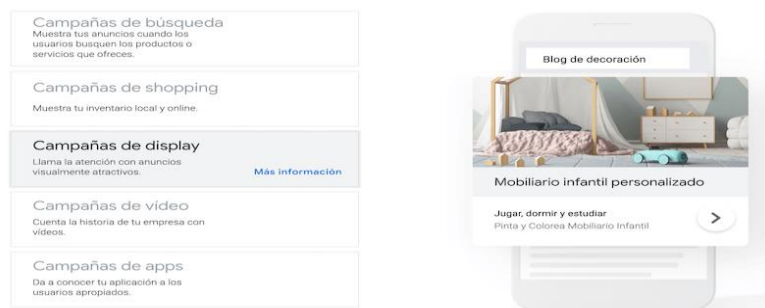 Campañas de búsqueda
Muestra tus anuncios cuando los
usuarios busquen los productos o
servicios que ofreces.
Campañas de shopping
Muestra tu inventario local y online.
Campañas de display
Llama la atención con anuncios
visualmente atractivos.
Más información
Campañas de vídeo
Cuenta la historia de tu empresa con
vídeos.
Campañas de apps
Da a conocer tu aplicación a los
usuarios apropiados.
Blog de decoración
Mobiliario infantil personalizado
Jugar, dormir y estudiar
Pinta y Colorea Mobiliario Infantil